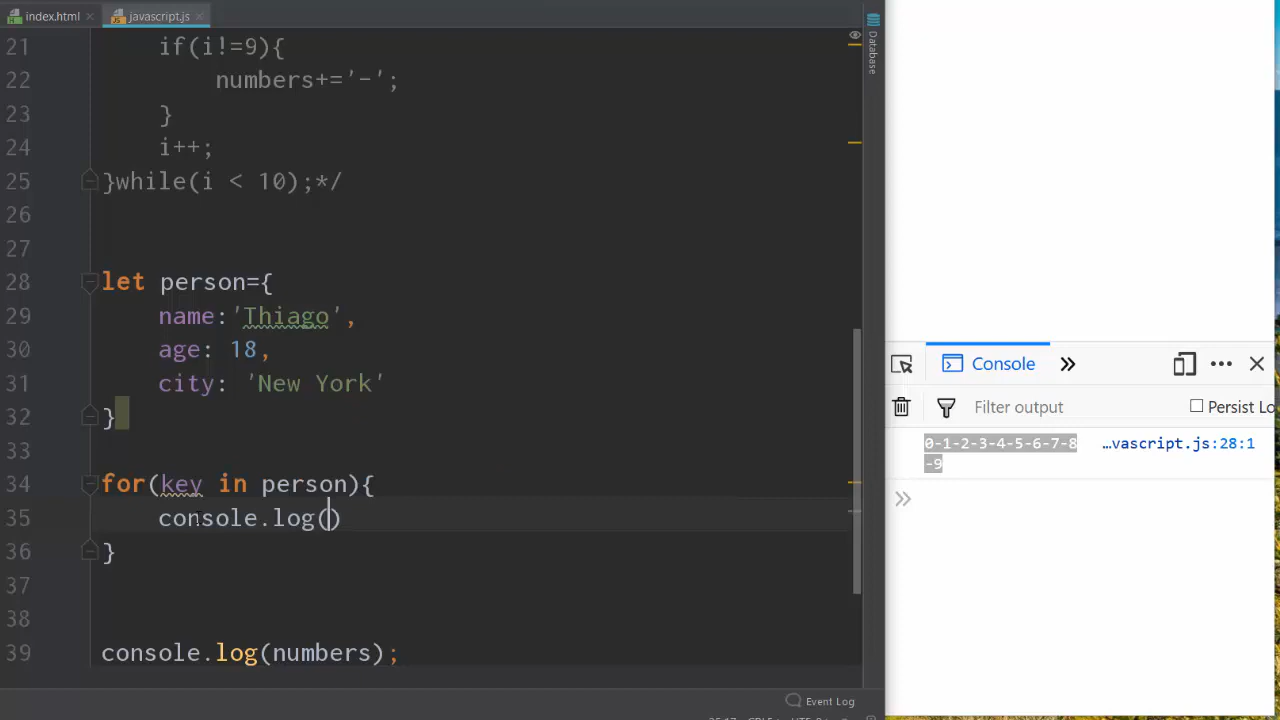 index.html
javascript.js
21 if(i!=9){
22 numbers+='-';
23 }
24 i++;
25 }while(i < 10);*/
26
27
28 let person={
29 name:'Thiago',
30 age: 18,
31 city: 'New York'
32 }
33
34 for(key in person){
35 console.log()
36 }
37
38
39 console.log(numbers);
Event Log
Database
Console
Filter output
Persist Lo
0-1-2-3-4-5-6-7-8 …vascript.js:28:1
-9